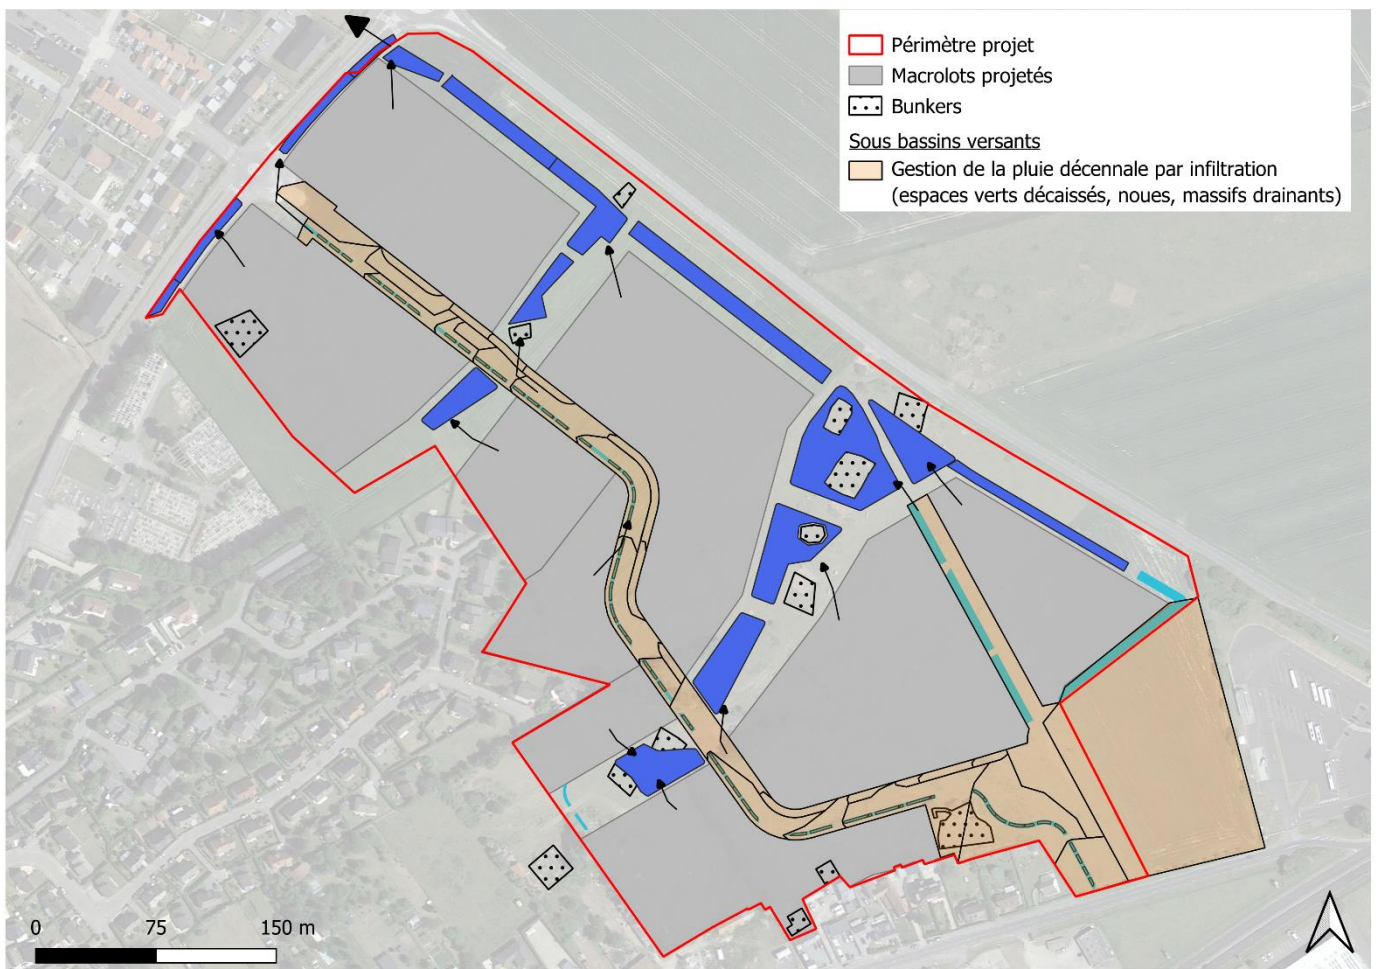 Périmètre projet
Macrolots projetés
Bunkers
Sous bassins versants
Gestion de la pluie décennale par infiltration
(espaces verts décaissés, noues, massifs drainants)
0 75 150 m